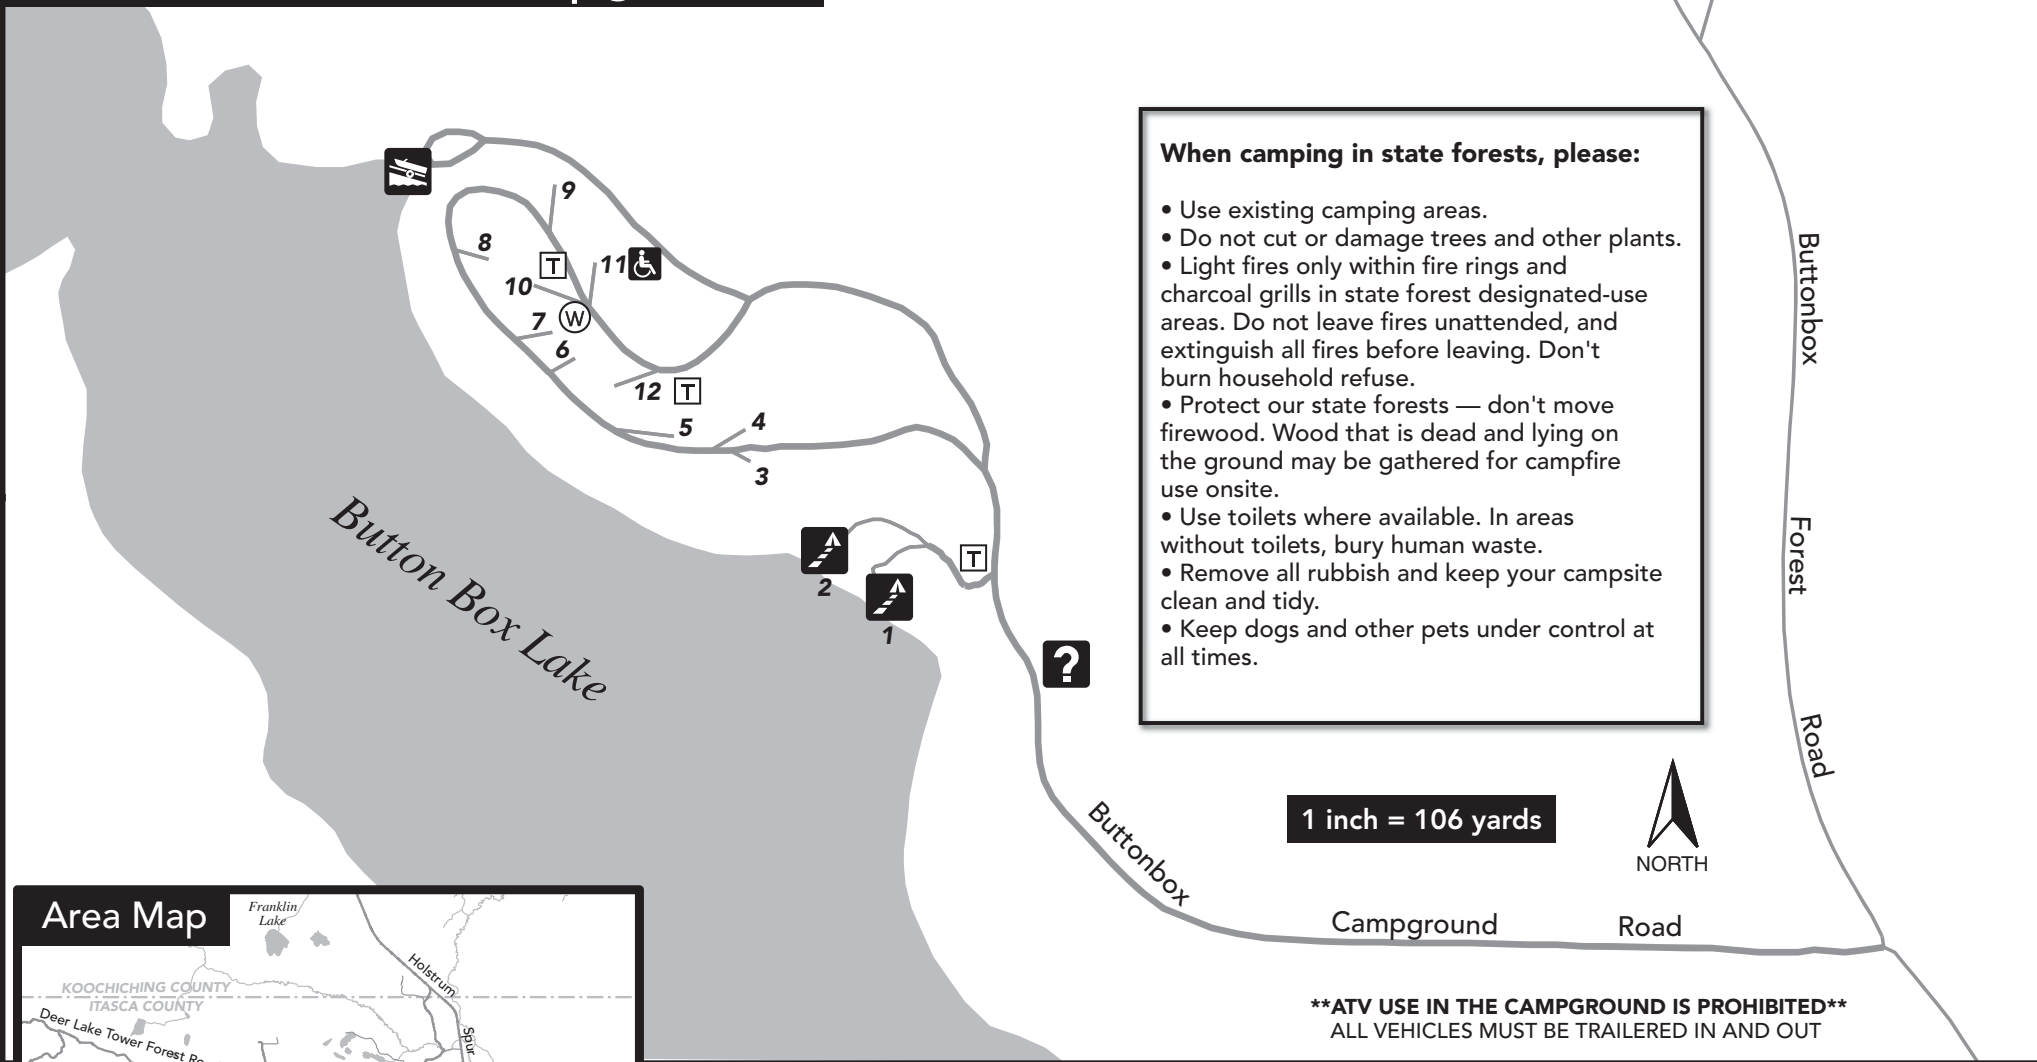 9
8
T
11
10
W
7
6
12 T
5
4
3
2
T
1
?
Button Box Lake
When camping in state forests, please:
• Use existing camping areas.
• Do not cut or damage trees and other plants.
• Light fires only within fire rings and
charcoal grills in state forest designated-use
areas. Do not leave fires unattended, and
extinguish all fires before leaving. Don't
burn household refuse.
• Protect our state forests — don't move
firewood. Wood that is dead and lying on
the ground may be gathered for campfire
use onsite.
• Use toilets where available. In areas
without toilets, bury human waste.
• Remove all rubbish and keep your campsite
clean and tidy.
• Keep dogs and other pets under control at
all times.
Buttonbox Forest Road
1 inch = 106 yards
NORTH
Buttonbox Campground Road
**ATV USE IN THE CAMPGROUND IS PROHIBITED**
ALL VEHICLES MUST BE TRAILERED IN AND OUT
Area Map
Franklin
Lake
Holstrum Spur
KOOCHICHING COUNTY
ITASCA COUNTY
Deer Lake Tower Forest